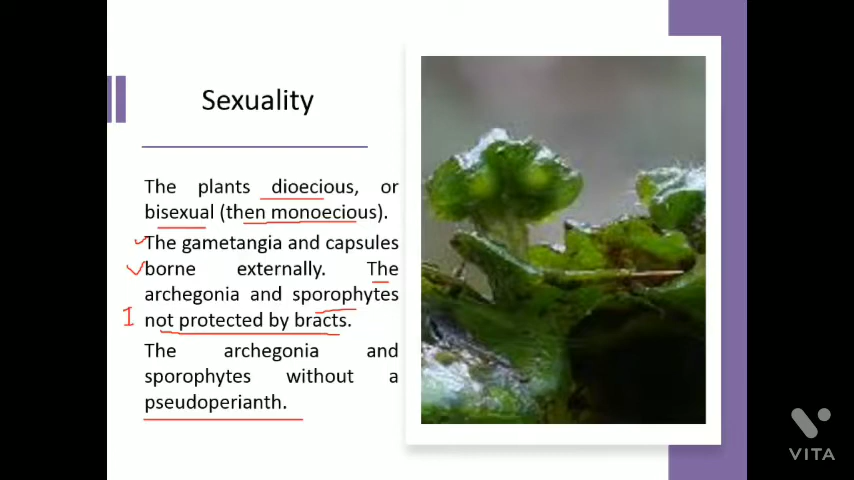 Sexuality
The plants dioecious, or
bisexual (then monoecious).
The gametangia and capsules
borne externally. The
archegonia and sporophytes
not protected by bracts.
The archegonia and
sporophytes without a
pseudoperianth.
VITA